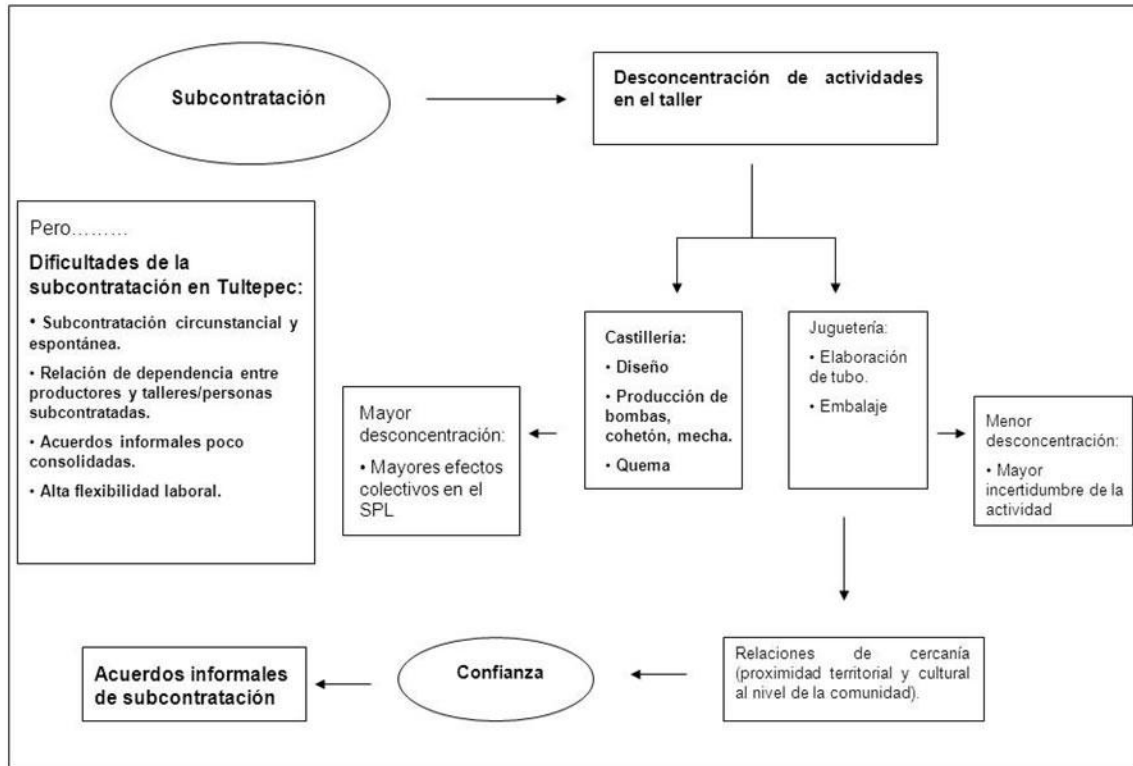 Subcontratación
Desconcentración de actividades
en el taller
Pero.........
Dificultades de la
subcontratación en Tultepec:
• Subcontratación circunstancial y
espontánea.
• Relación de dependencia entre
productores y talleres/personas
subcontratadas.
• Acuerdos informales poco
consolidadas.
• Alta flexibilidad laboral.
Mayor
desconcentración:
• Mayores efectos
colectivos en el
SPL
Castillería:
• Diseño
• Producción de
bombas,
cohetón, mecha.
• Quema
Juguetería:
• Elaboración
de tubo.
• Embalaje
Menor
desconcentración:
• Mayor
incertidumbre de la
actividad
Relaciones de cercanía
(proximidad territorial y cultural
al nivel de la comunidad).
Confianza
Acuerdos informales
de subcontratación